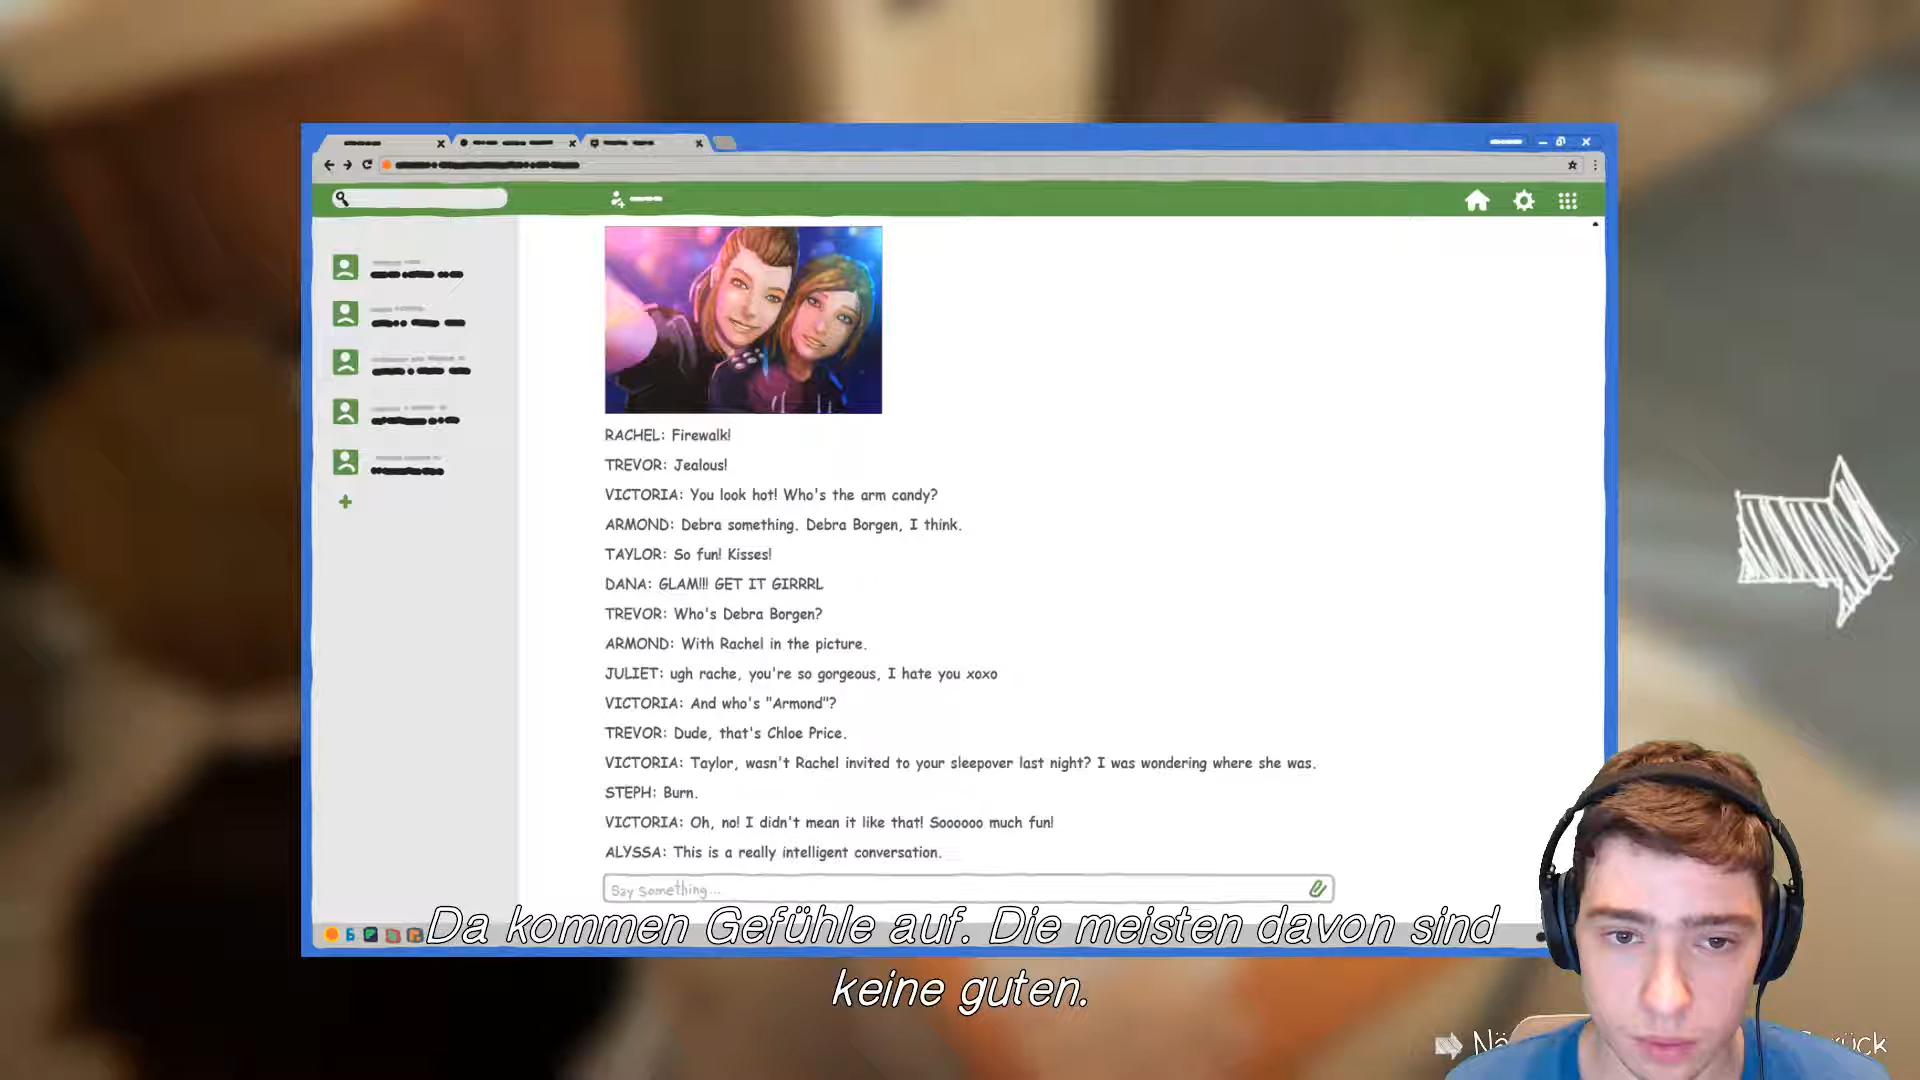 RACHEL: Firewalk!
TREVOR: Jealous!
VICTORIA: You look hot! Who's the arm candy?
ARMOND: Debra something. Debra Borgen, I think.
TAYLOR: So fun! Kisses!
DANA: GLAM!!! GET IT GIRRRL
TREVOR: Who's Debra Borgen?
ARMOND: With Rachel in the picture.
JULIET: ugh rache, you're so gorgeous, I hate you xoxo
VICTORIA: And who's "Armond"?
TREVOR: Dude, that's Chloe Price.
VICTORIA: Taylor, wasn't Rachel invited to your sleepover last night? I was wondering where she was.
STEPH: Burn.
VICTORIA: Oh, no! I didn't mean it like that! Soooooo much fun!
ALYSSA: This is a really intelligent conversation.
Say something...
Da kommen Gefühle auf. Die meisten davon sind
keine guten.